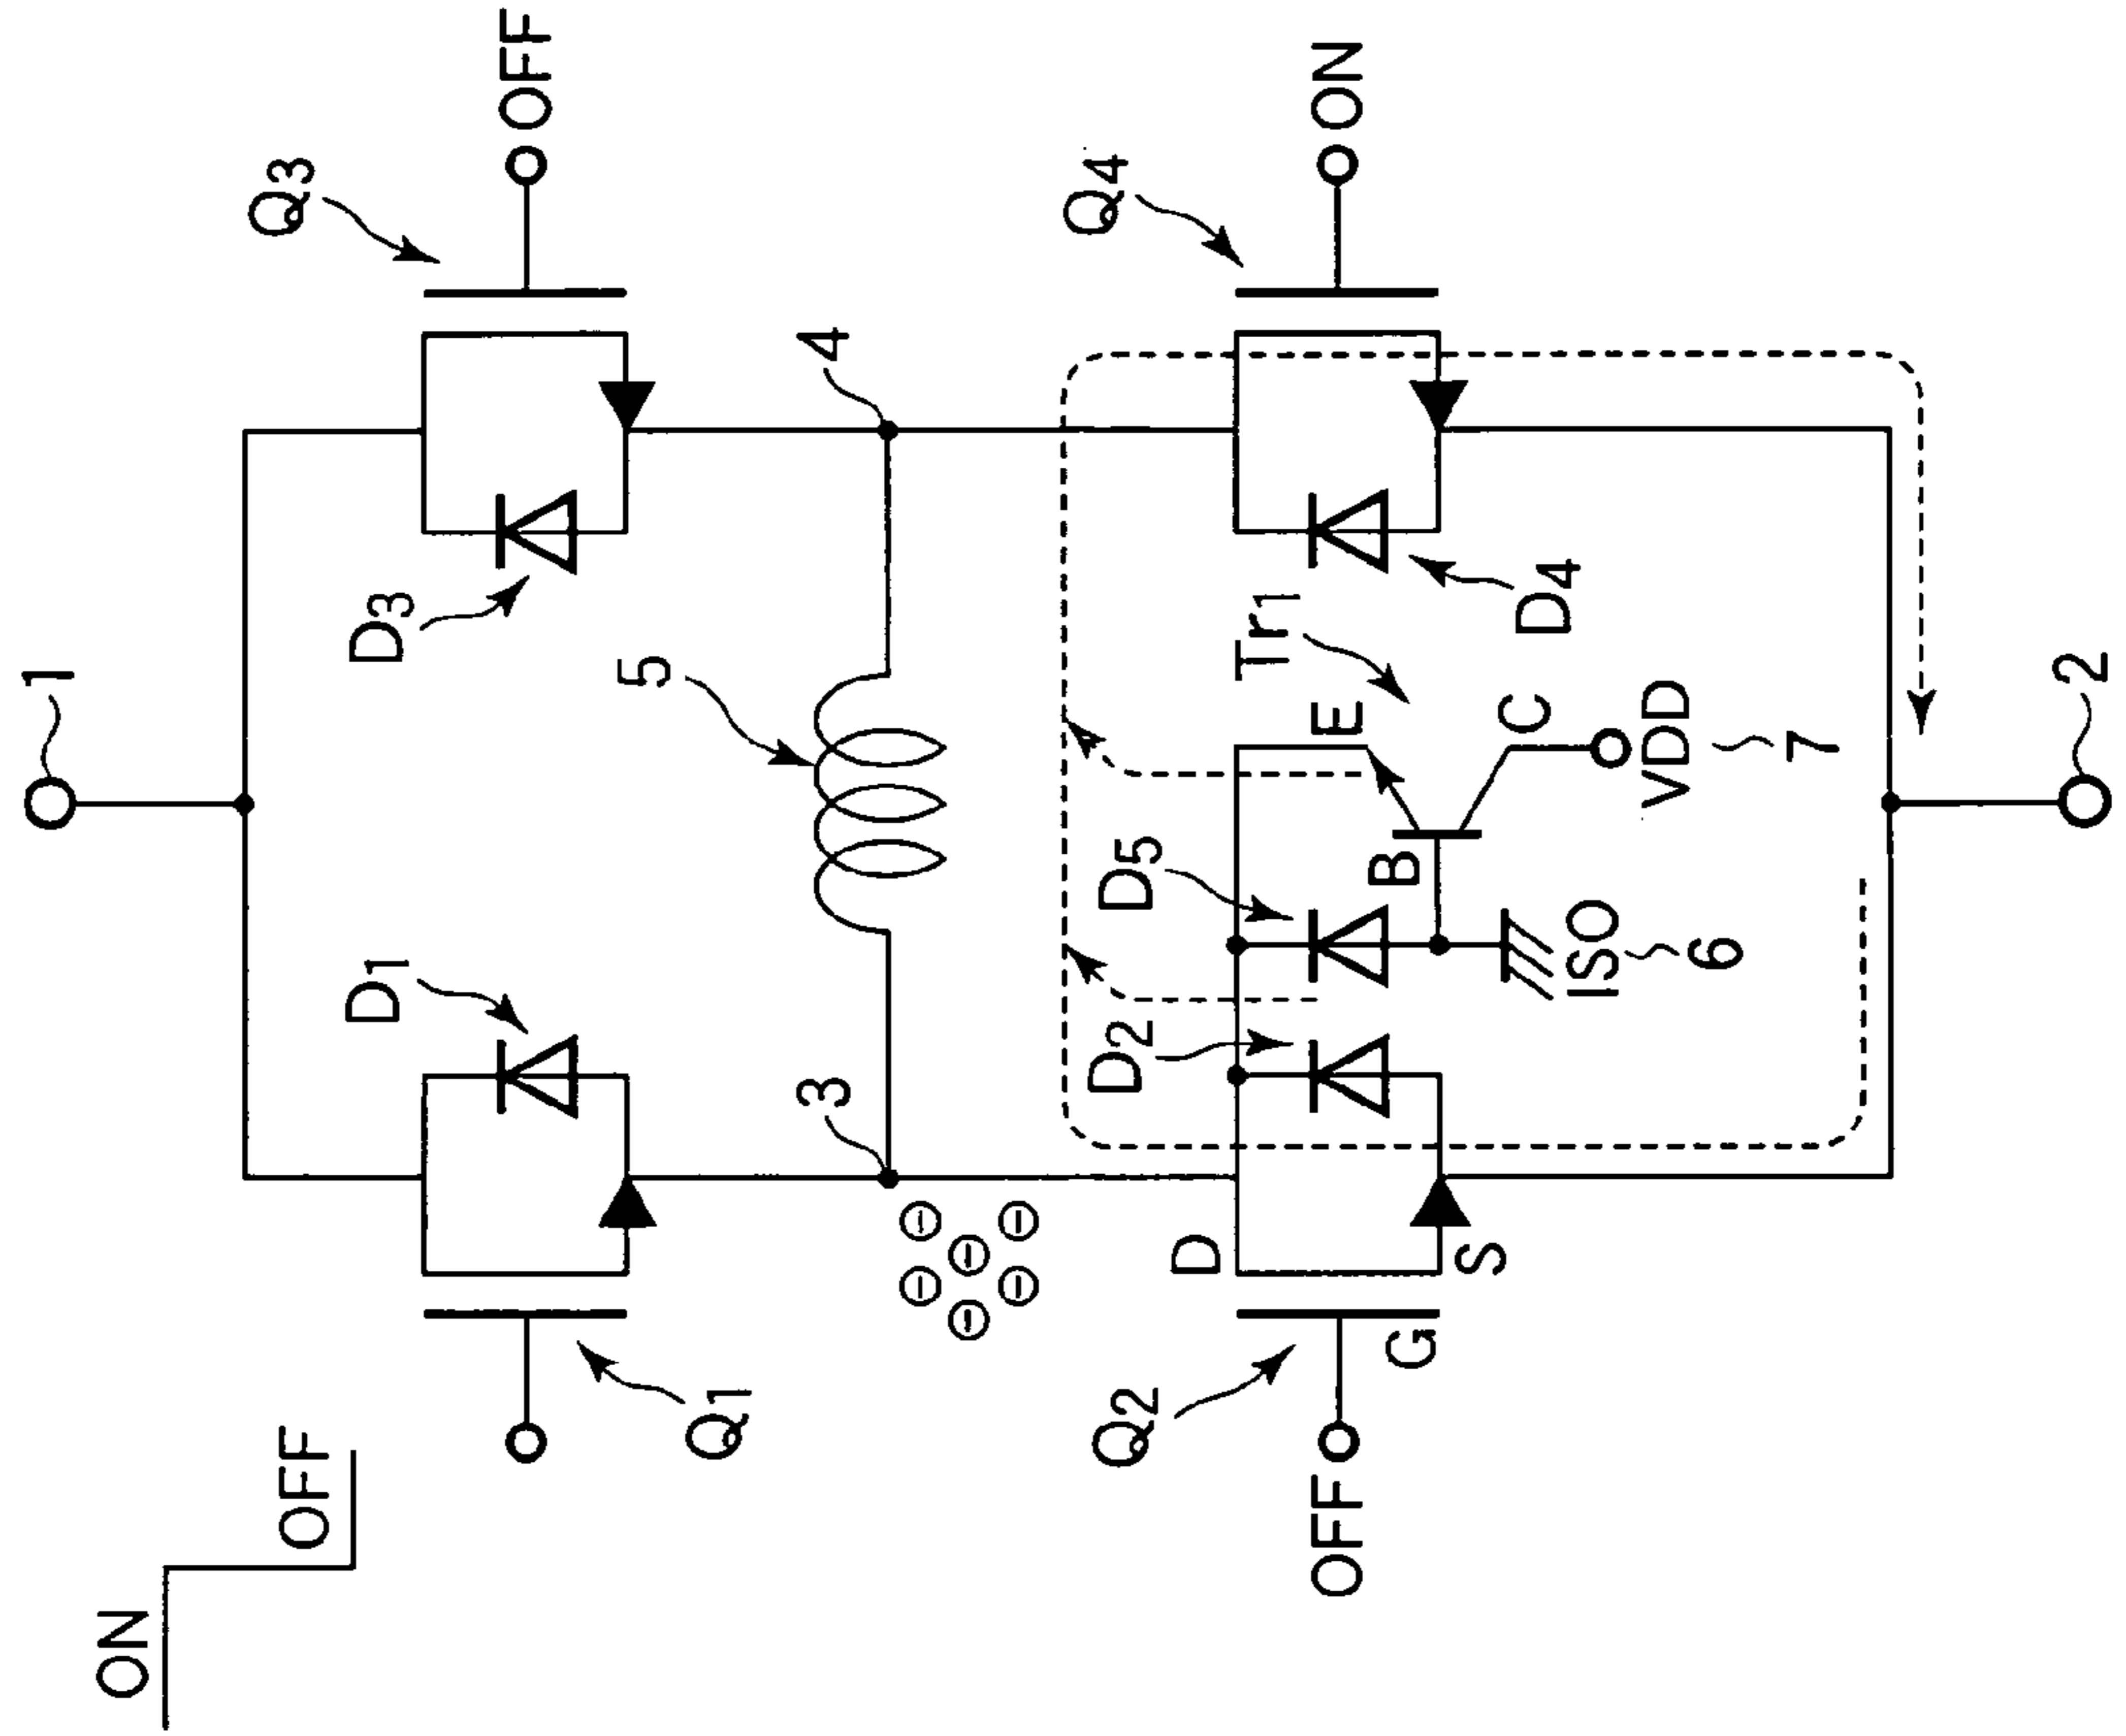 ON
1
OFF
Q3
D1
D3
OFF
5
Q1
3
4
⊖ ⊖
⊖ ⊖
⊖ ⊖
Q2
D2
D5
Q4
D
Tr1
OFF
E
ON
B
G
S
C
D4
ISO
VDD
6
7
2